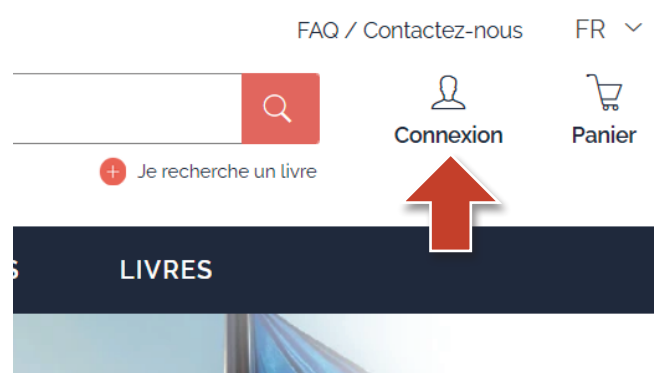 FAQ / Contactez-nous FR
Connexion Panier
Je recherche un livre
S LIVRES